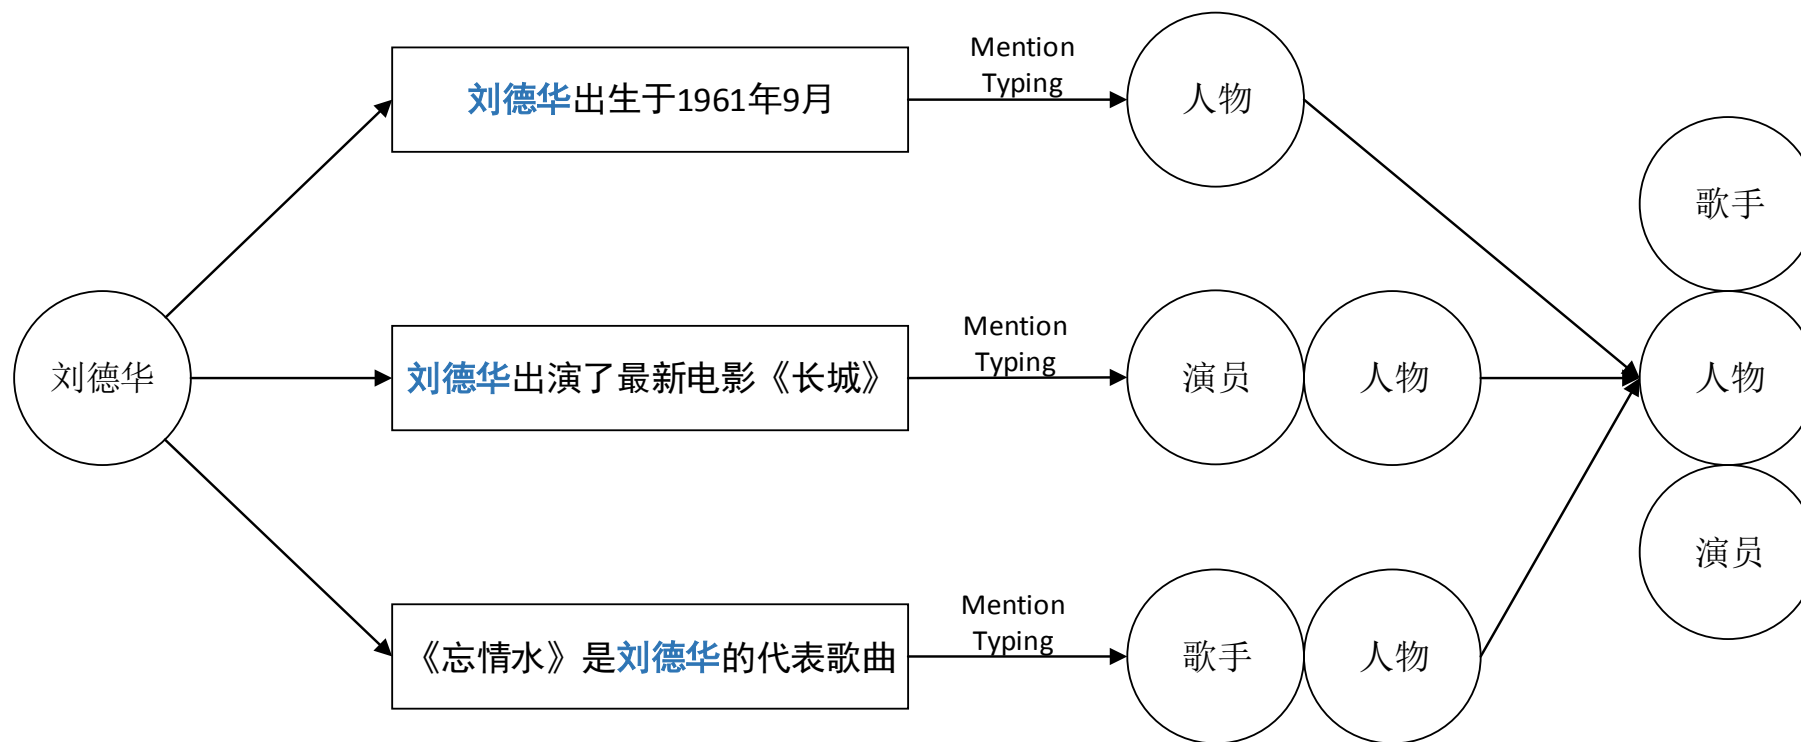 刘德华
刘德华出生于1961年9月
Mention
Typing
人物
刘德华出演了最新电影《长城》
Mention
Typing
演员
人物
《忘情水》是刘德华的代表歌曲
Mention
Typing
歌手
人物
歌手
人物
演员